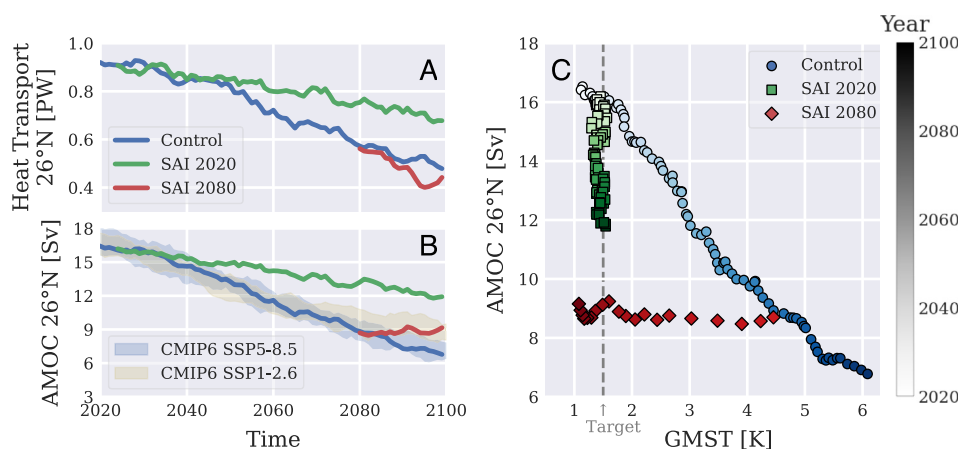 Heat Transport
26°N [PW]
1.0
0.8
0.6
0.4
A
Control
SAI 2020
SAI 2080
AMOC 26°N [Sv]
18
15
12
9
6
3
B
CMIP6 SSP5-8.5
CMIP6 SSP1-2.6
2020
2040
2060
2080
2100
Time
AMOC 26°N [Sv]
18
16
14
12
10
8
6
C
Control
SAI 2020
SAI 2080
1
2
3
4
5
6
↑
Target
GMST [K]
Year
2100
2080
2060
2040
2020